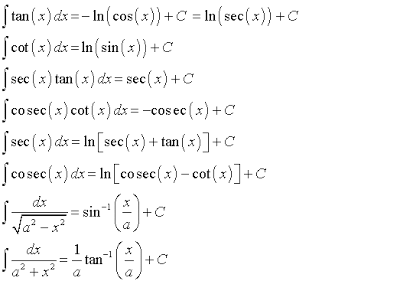 ∫ tan(x) dx = −ln(cos(x)) + C = ln(sec(x)) + C
∫ cot(x) dx = ln(sin(x)) + C
∫ sec(x) tan(x) dx = sec(x) + C
∫ cosec(x) cot(x) dx = −cosec(x) + C
∫ sec(x) dx = ln[sec(x) + tan(x)] + C
∫ cosec(x) dx = ln[cosec(x) − cot(x)] + C
∫ dx/√(a² − x²) = sin⁻¹(x/a) + C
∫ dx/(a² + x²) = 1/a tan⁻¹(x/a) + C